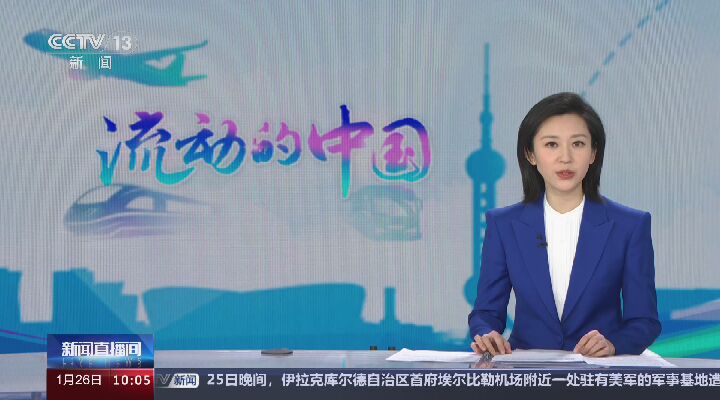 CCTV 13
新闻
流动的中国
新闻直播间
LIVE NEWS
1月26日 10:05
CCTV 新闻 25日晚间，伊拉克库尔德自治区首府埃尔比勒机场附近一处驻有美军的军事基地遭